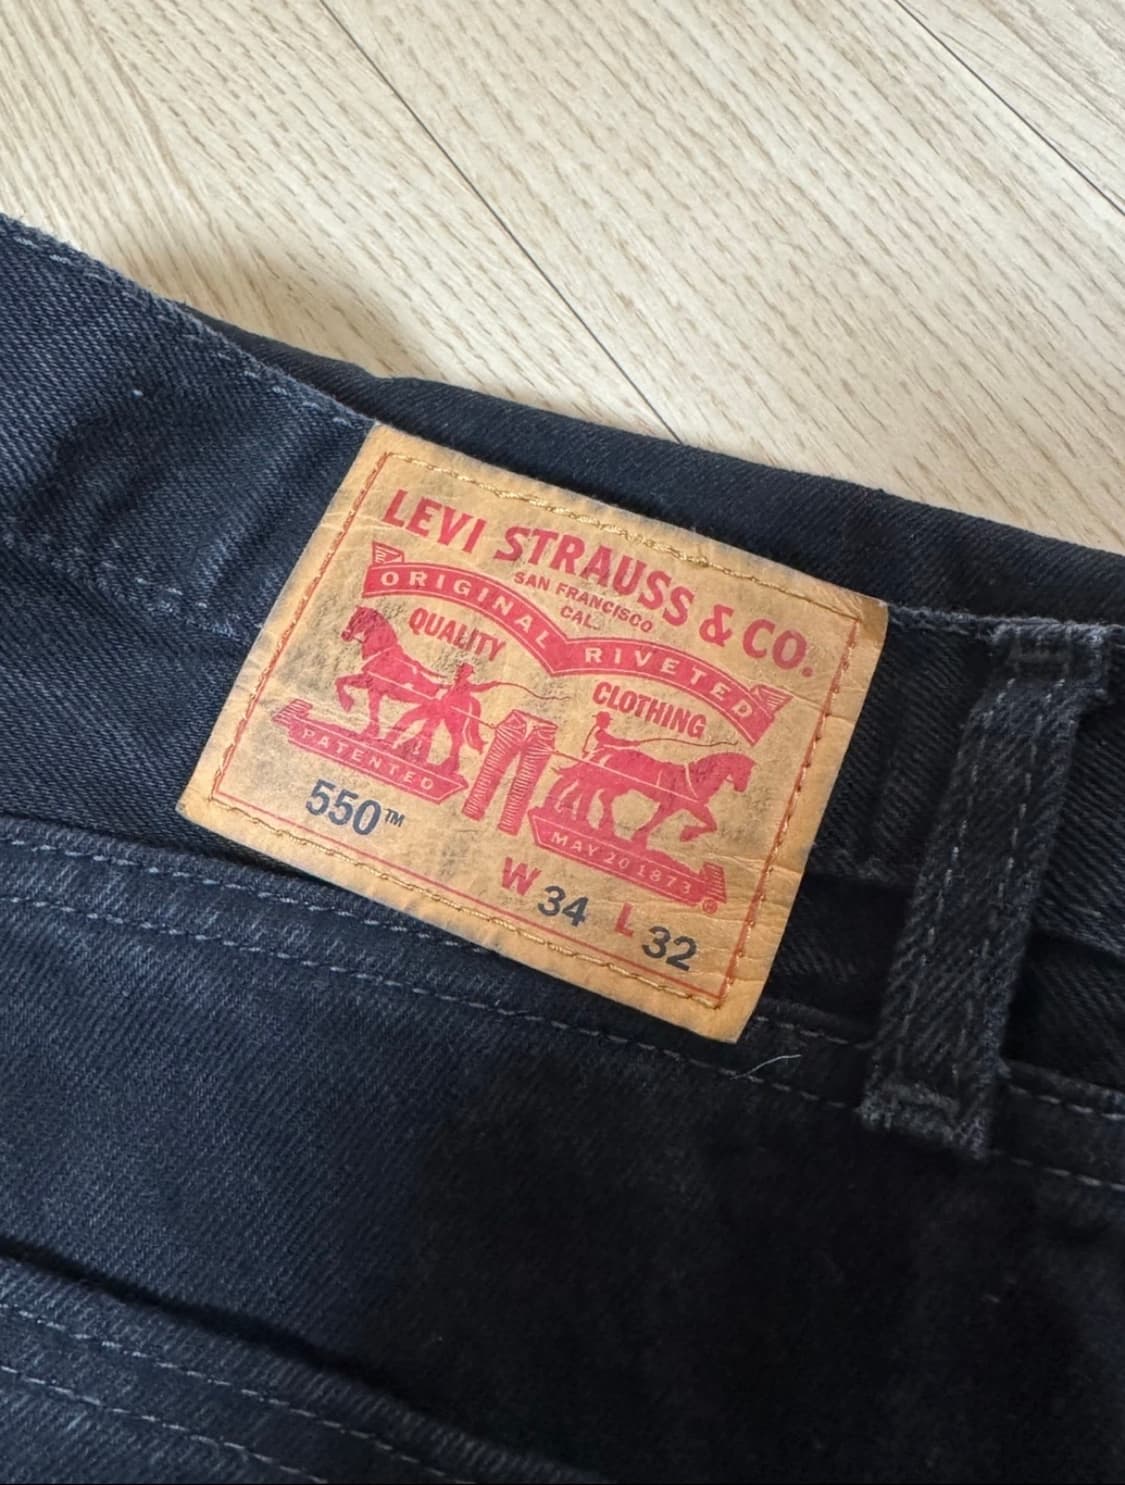 LEVI STRAUSS & CO.
SAN FRANCISCO
CAL.
ORIGINAL RIVETED
QUALITY CLOTHING
PATENTED
MAY 20 1873
550™
W 34 L 32
®